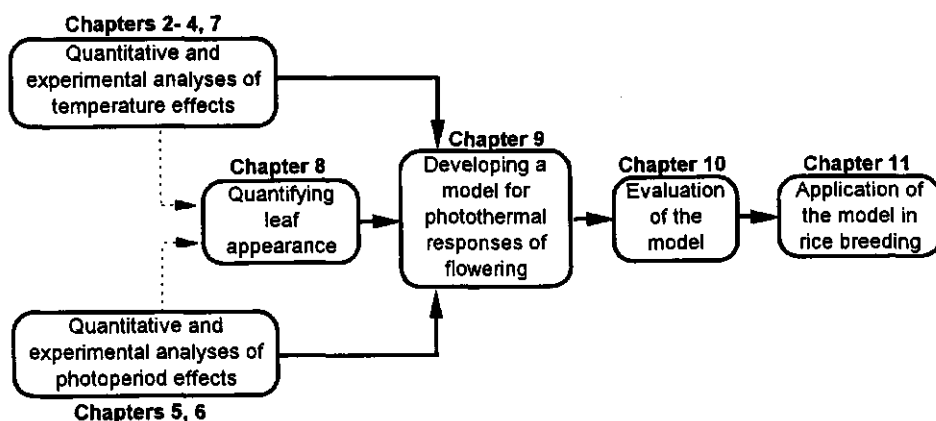 Chapters 2- 4, 7
Quantitative and
experimental analyses of
temperature effects
Chapter 8
Quantifying
leaf
appearance
Chapter 9
Developing a
model for
photothermal
responses of
flowering
Chapter 10
Evaluation
of the
model
Chapter 11
Application of
the model in
rice breeding
Quantitative and
experimental analyses of
photoperiod effects
Chapters 5, 6